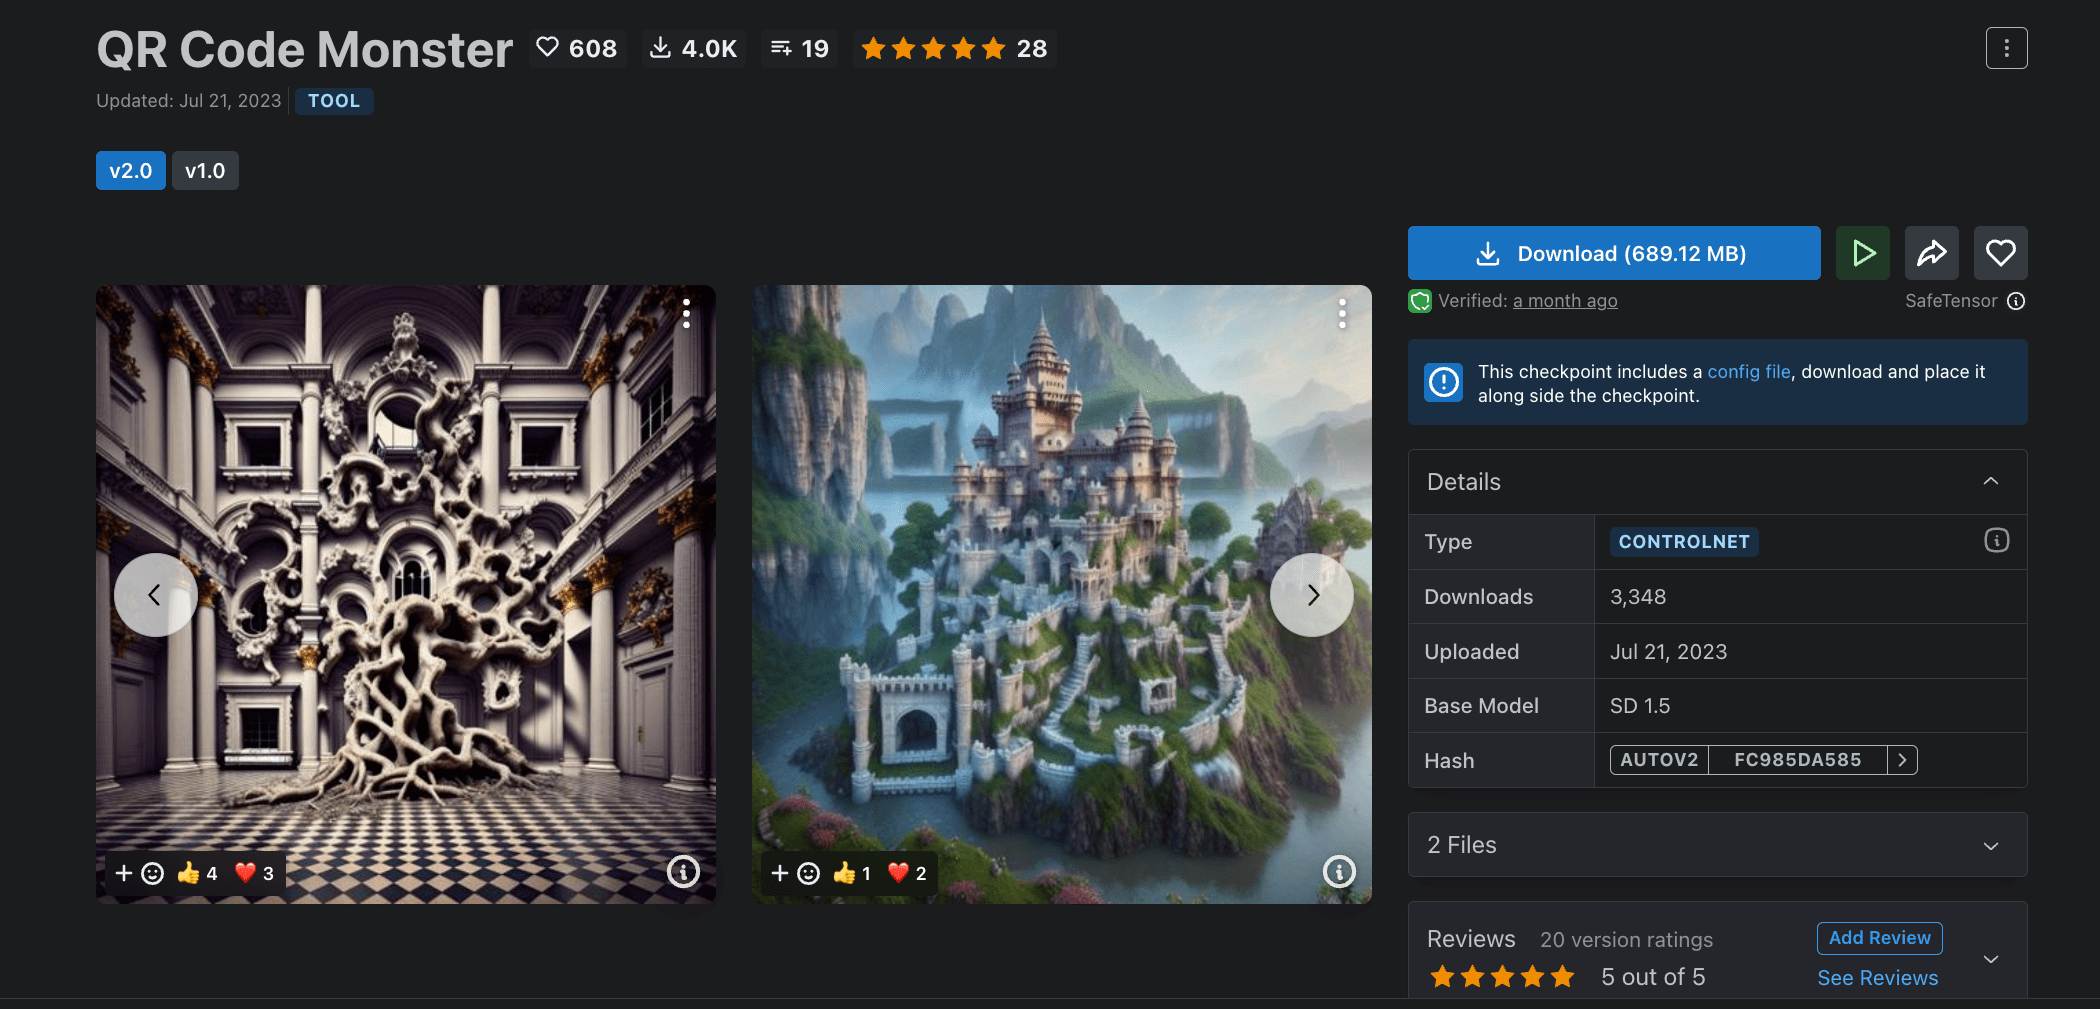 QR Code Monster 608 4.0K 19 28
Updated: Jul 21, 2023 TOOL
v2.0 v1.0
Download (689.12 MB)
Verified: a month ago SafeTensor
This checkpoint includes a config file, download and place it
along side the checkpoint.
Details
Type CONTROLNET
Downloads 3,348
Uploaded Jul 21, 2023
Base Model SD 1.5
Hash AUTOV2 FC985DA585
2 Files
4 3
1 2
Reviews 20 version ratings Add Review
5 out of 5 See Reviews